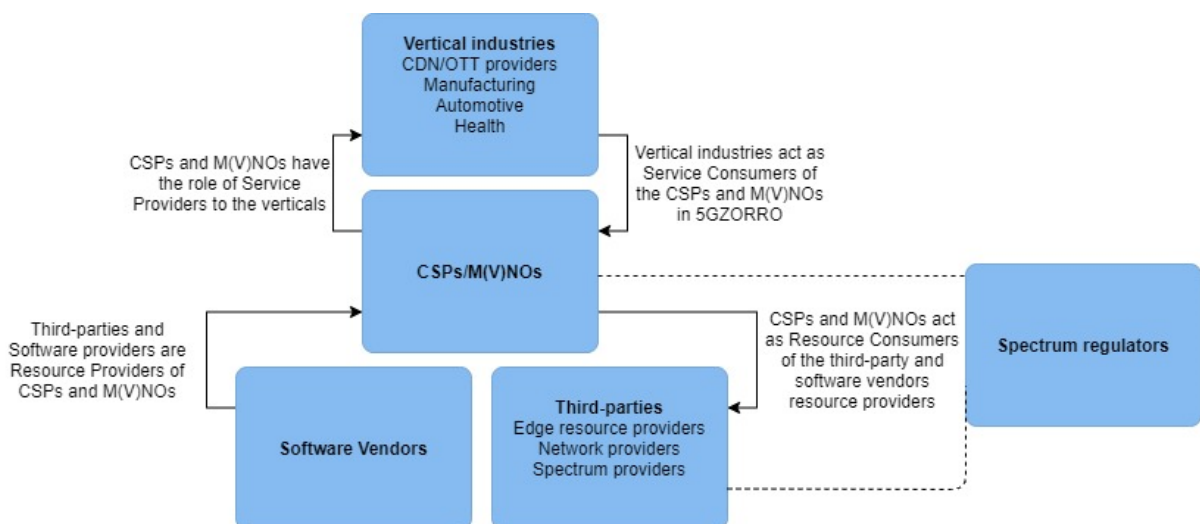 Vertical industries
CDN/OTT providers
Manufacturing
Automotive
Health
CSPs and M(V)NOs have
the role of Service
Providers to the verticals
Vertical industries act as
Service Consumers of
the CSPs and M(V)NOs
in 5GZORRO
CSPs/M(V)NOs
Third-parties and
Software providers are
Resource Providers of
CSPs and M(V)NOs
CSPs and M(V)NOs act
as Resource Consumers
of the third-party and
software vendors
resource providers
Spectrum regulators
Software Vendors
Third-parties
Edge resource providers
Network providers
Spectrum providers